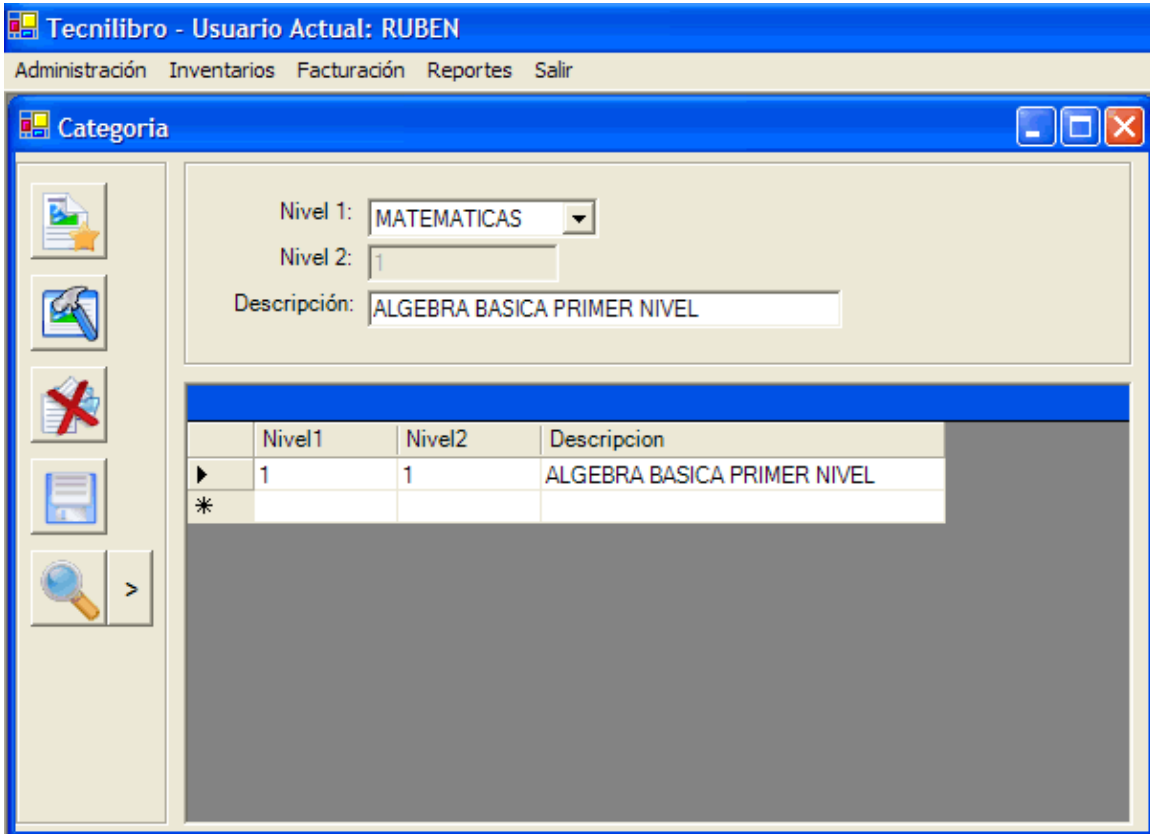 Tecnilibro - Usuario Actual: RUBEN
Administración Inventarios Facturación Reportes Salir
Categoria
Nivel 1: MATEMATICAS
Nivel 2: 1
Descripción: ALGEBRA BASICA PRIMER NIVEL
Nivel1 Nivel2 Descripcion
1 1 ALGEBRA BASICA PRIMER NIVEL
>